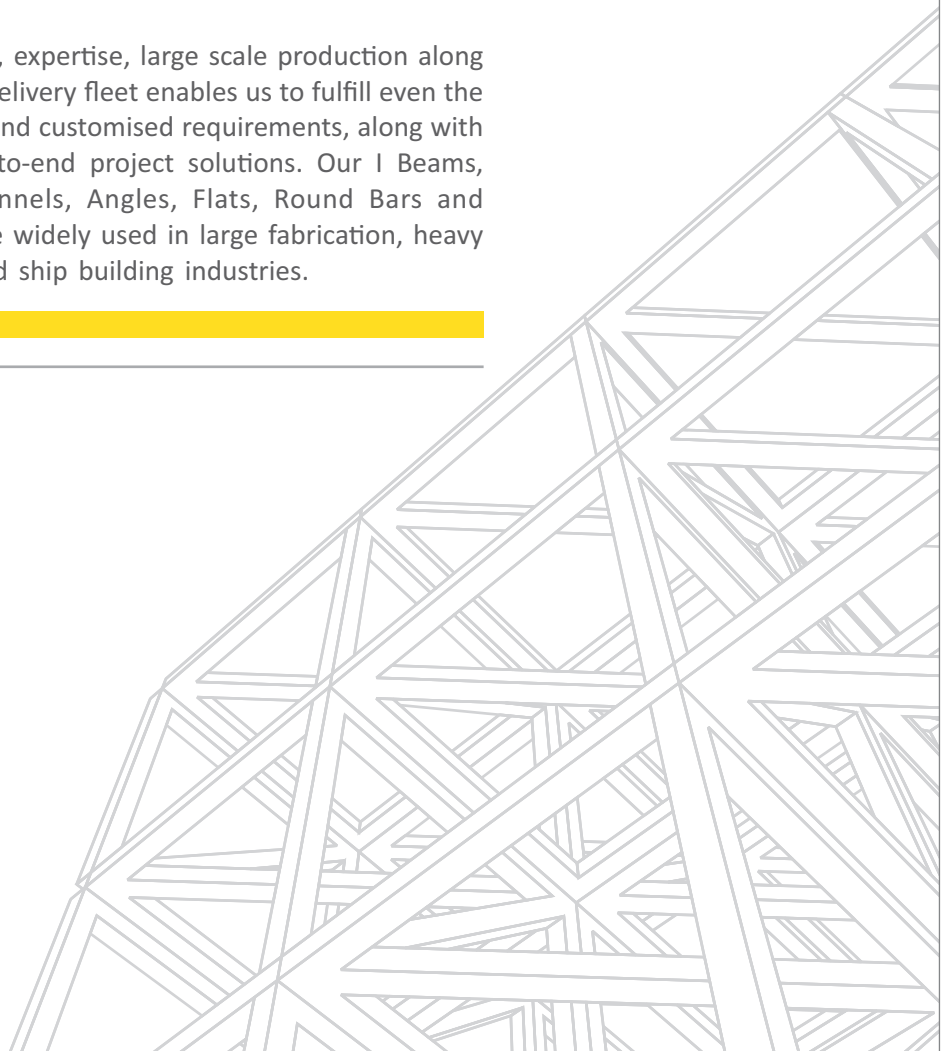 , expertise, large scale production along
elivery fleet enables us to fulfill even the
nd customised requirements, along with
to-end project solutions. Our I Beams,
nnels, Angles, Flats, Round Bars and
e widely used in large fabrication, heavy
d ship building industries.